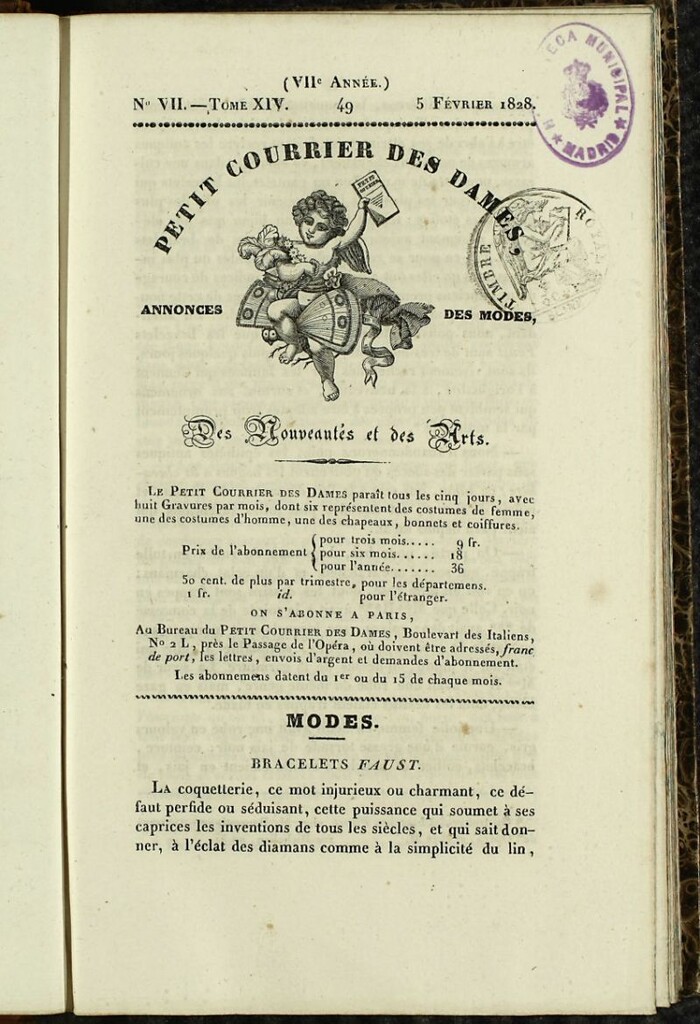 (VIIe ANNÉE.)
No VII. — TOME XIV. 49 5 FÉVRIER 1828.
PETIT COURRIER DES DAMES,
ANNONCES DES MODES,
Des Nouveautés et des Arts.
LE PETIT COURRIER DES DAMES paraît tous les cinq jours, avec
huit Gravures par mois, dont six représentent des costumes de femme,
une des costumes d'homme, une des chapeaux, bonnets et coiffures.
Prix de l'abonnement { pour trois mois..... 9 fr.
pour six mois...... 18
pour l'année...... 36
50 cent. de plus par trimestre, pour les départemens.
1 fr. id. pour l'étranger.
ON S'ABONNE A PARIS,
Au Bureau du PETIT COURRIER DES DAMES, Boulevart des Italiens,
No 2 L, près le Passage de l'Opéra, où doivent être adressés, franc
de port, les lettres, envois d'argent et demandes d'abonnement.
Les abonnemens datent du 1er ou du 15 de chaque mois.
MODES.
BRACELETS FAUST.
LA coquetterie, ce mot injurieux ou charmant, ce dé-
faut perfide ou séduisant, cette puissance qui soumet à ses
caprices les inventions de tous les siècles, et qui sait don-
ner, à l'éclat des diamans comme à la simplicité du lin,
MUNICIPAL
MADRID
TIMBRE